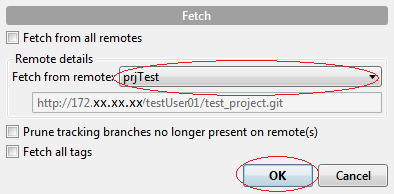 Fetch
Fetch from all remotes
Remote details
Fetch from remote: prjTest
http://172.xx.xx.xx/testUser01/test_project.git
Prune tracking branches no longer present on remote(s)
Fetch all tags
OK Cancel